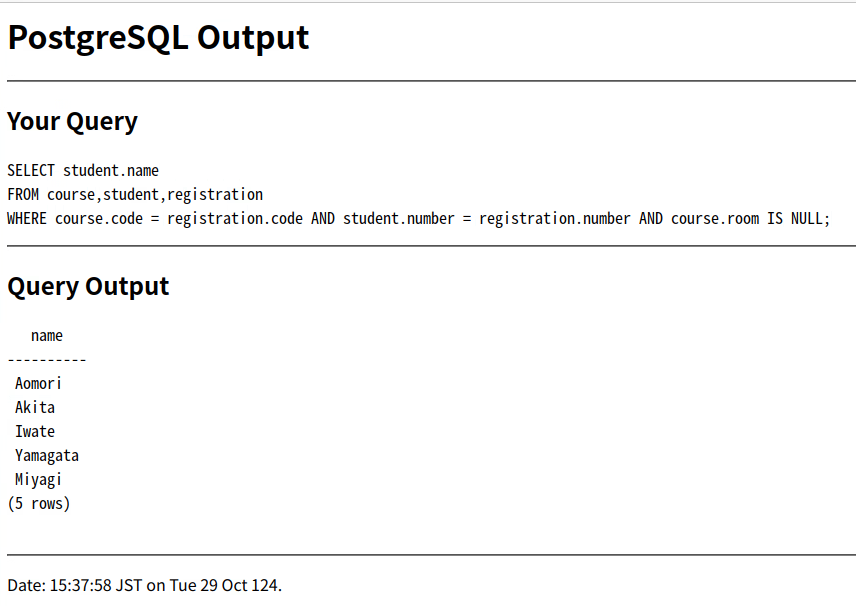 PostgreSQL Output
Your Query
SELECT student.name
FROM course,student,registration
WHERE course.code = registration.code AND student.number = registration.number AND course.room IS NULL;
Query Output
name
----------
Aomori
Akita
Iwate
Yamagata
Miyagi
(5 rows)
Date: 15:37:58 JST on Tue 29 Oct 124.